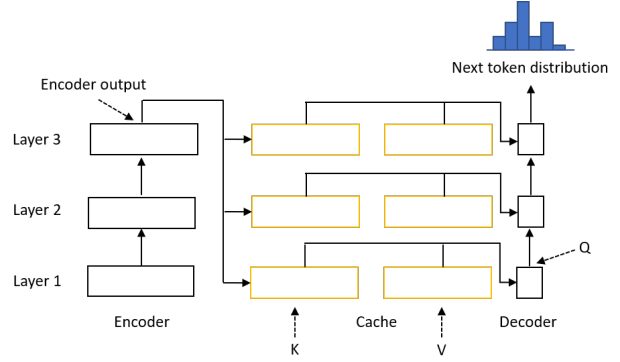 Next token distribution
Encoder output
Layer 3
Layer 2
Q
Layer 1
Encoder
Cache
Decoder
K
V